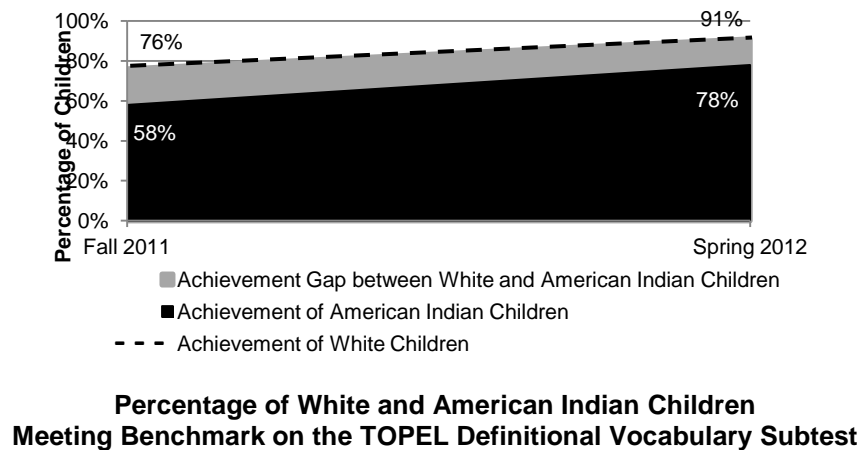 100%
80%
60%
40%
20%
0%
Percentage of Children
76%
91%
58%
78%
Fall 2011
Spring 2012
Achievement Gap between White and American Indian Children
Achievement of American Indian Children
Achievement of White Children
Percentage of White and American Indian Children
Meeting Benchmark on the TOPEL Definitional Vocabulary Subtest